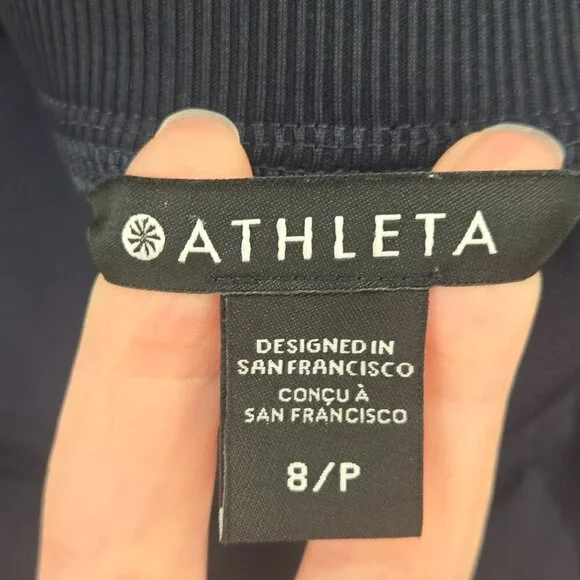 ATHLETA
DESIGNED IN
SAN FRANCISCO
CONÇU À
SAN FRANCISCO
8/P